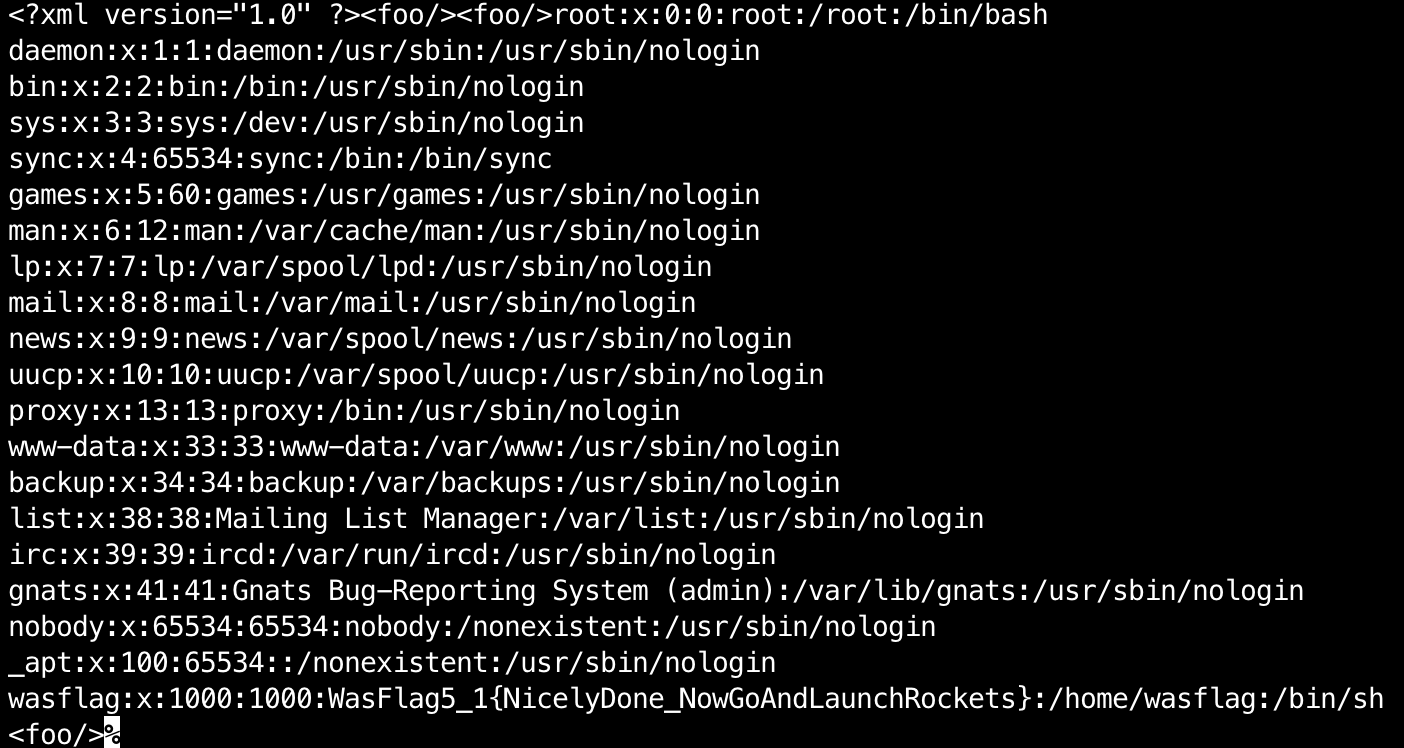 <?xml version="1.0" ?><foo/><foo/>root:x:0:0:root:/root:/bin/bash
daemon:x:1:1:daemon:/usr/sbin:/usr/sbin/nologin
bin:x:2:2:bin:/bin:/usr/sbin/nologin
sys:x:3:3:sys:/dev:/usr/sbin/nologin
sync:x:4:65534:sync:/bin:/bin/sync
games:x:5:60:games:/usr/games:/usr/sbin/nologin
man:x:6:12:man:/var/cache/man:/usr/sbin/nologin
lp:x:7:7:lp:/var/spool/lpd:/usr/sbin/nologin
mail:x:8:8:mail:/var/mail:/usr/sbin/nologin
news:x:9:9:news:/var/spool/news:/usr/sbin/nologin
uucp:x:10:10:uucp:/var/spool/uucp:/usr/sbin/nologin
proxy:x:13:13:proxy:/bin:/usr/sbin/nologin
www-data:x:33:33:www-data:/var/www:/usr/sbin/nologin
backup:x:34:34:backup:/var/backups:/usr/sbin/nologin
list:x:38:38:Mailing List Manager:/var/list:/usr/sbin/nologin
irc:x:39:39:ircd:/var/run/ircd:/usr/sbin/nologin
gnats:x:41:41:Gnats Bug-Reporting System (admin):/var/lib/gnats:/usr/sbin/nologin
nobody:x:65534:65534:nobody:/nonexistent:/usr/sbin/nologin
_apt:x:100:65534::/nonexistent:/usr/sbin/nologin
wasflag:x:1000:1000:WasFlag5_1{NicelyDone_NowGoAndLaunchRockets}:/home/wasflag:/bin/sh
<foo/>%